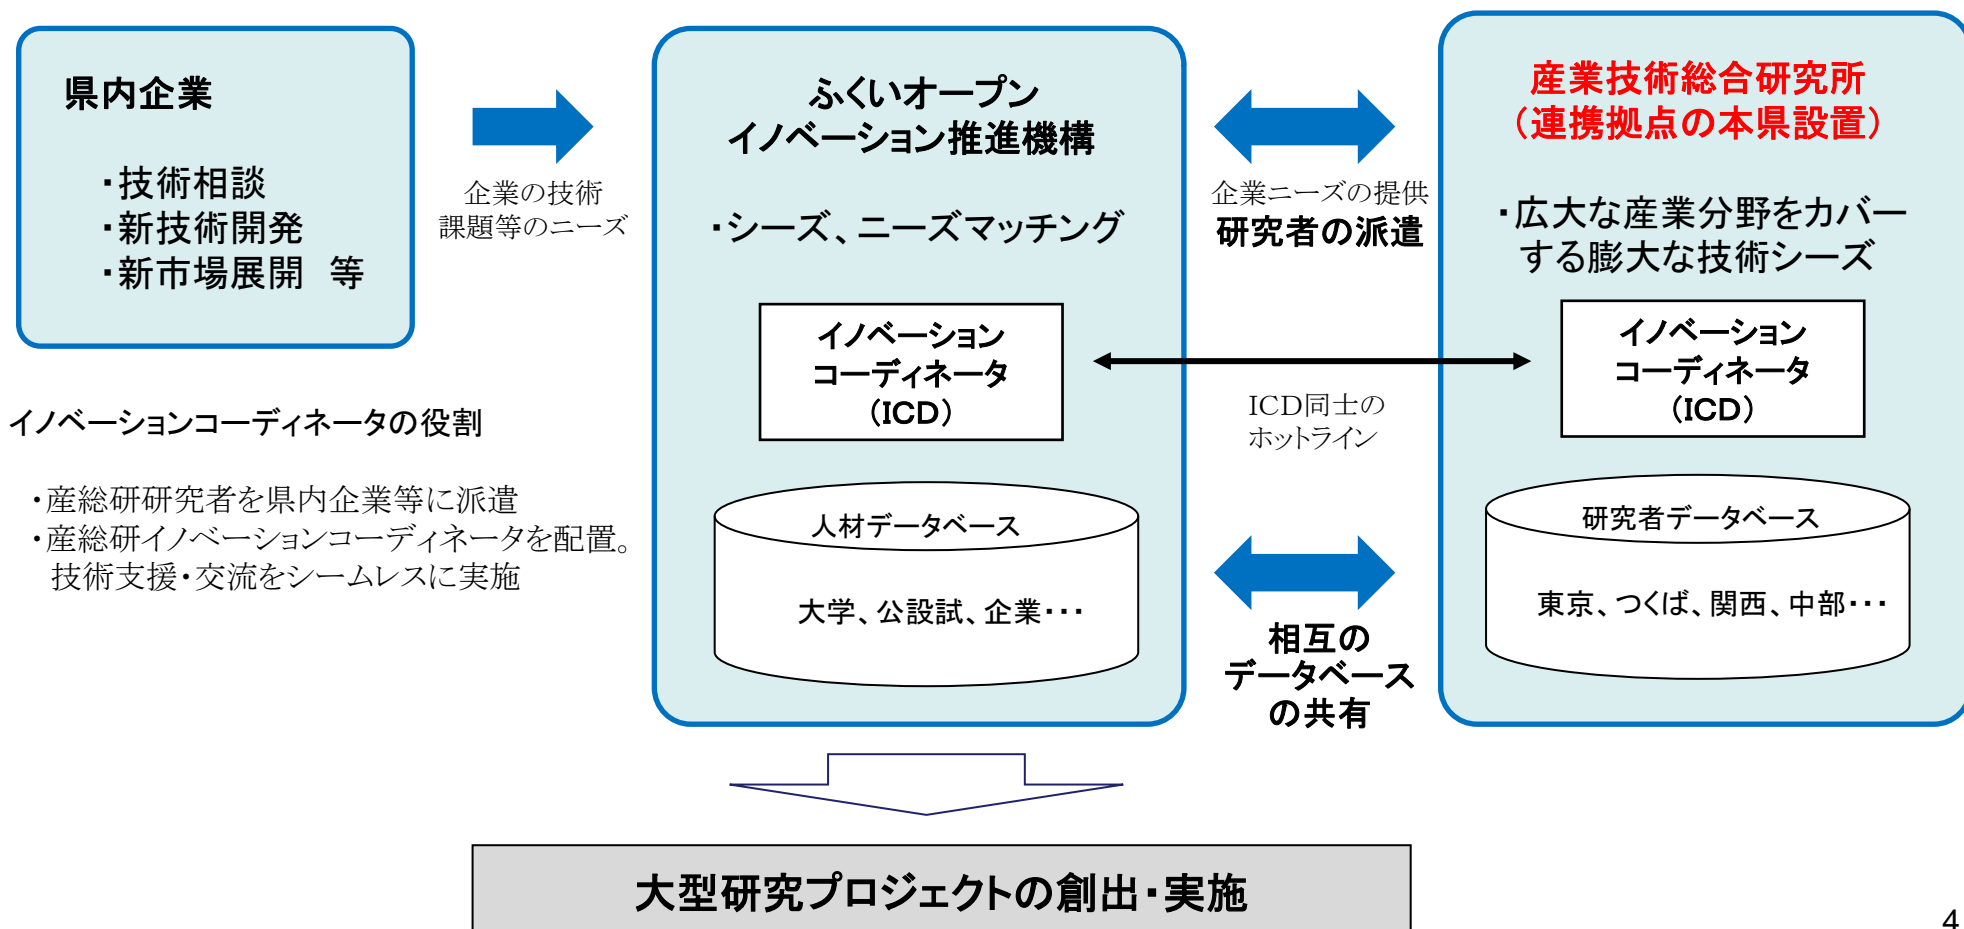 県内企業
・技術相談
・新技術開発
・新市場展開　等
企業の技術
課題等のニーズ
ふくいオープン
イノベーション推進機構
・シーズ、ニーズマッチング
イノベーション
コーディネータ
（ICD）
人材データベース
大学、公設試、企業・・・
企業ニーズの提供
研究者の派遣
ICD同士の
ホットライン
相互の
データベース
の共有
産業技術総合研究所
（連携拠点の本県設置）
・広大な産業分野をカバー
する膨大な技術シーズ
イノベーション
コーディネータ
（ICD）
研究者データベース
東京、つくば、関西、中部・・・
イノベーションコーディネータの役割
・産総研研究者を県内企業等に派遣
・産総研イノベーションコーディネータを配置。
技術支援・交流をシームレスに実施
大型研究プロジェクトの創出・実施
4